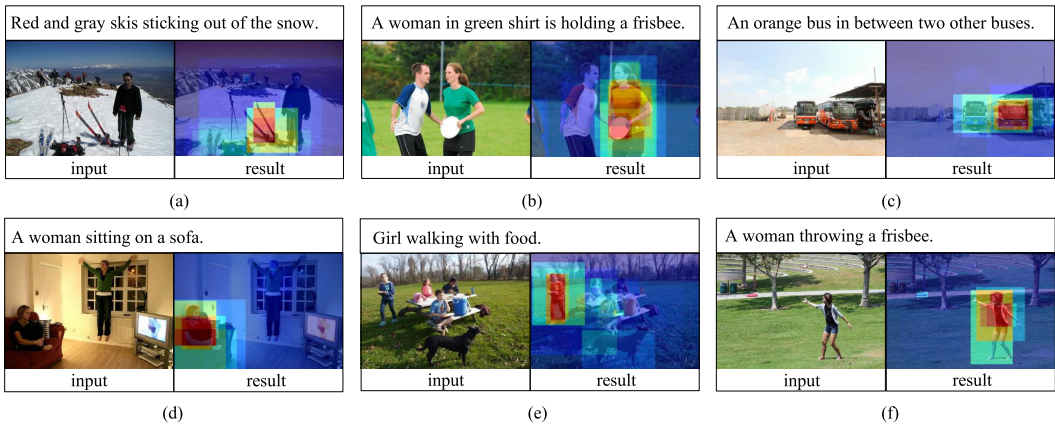 Red and gray skis sticking out of the snow.
input result
(a)
A woman in green shirt is holding a frisbee.
input result
(b)
An orange bus in between two other buses.
input result
(c)
A woman sitting on a sofa.
input result
(d)
Girl walking with food.
input result
(e)
A woman throwing a frisbee.
input result
(f)